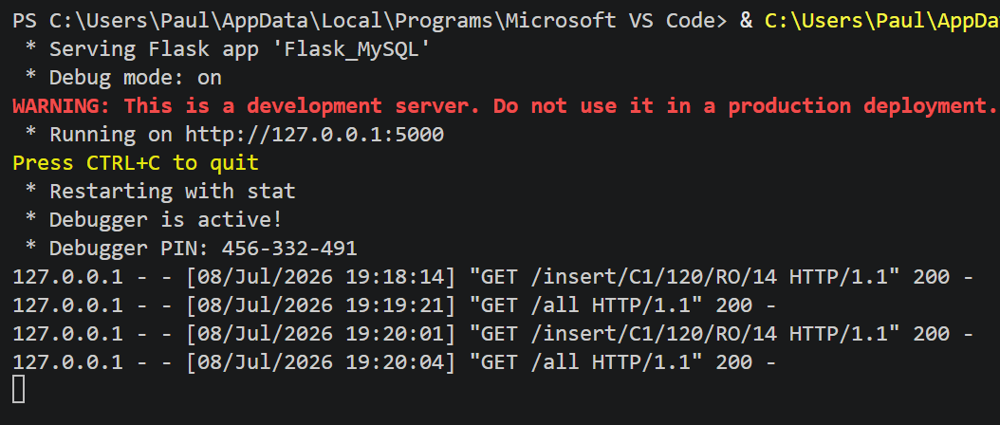 PS C:\Users\Paul\AppData\Local\Programs\Microsoft VS Code> & C:\Users\Paul\AppDa
 * Serving Flask app 'Flask_MySQL'
 * Debug mode: on
WARNING: This is a development server. Do not use it in a production deployment.
 * Running on http://127.0.0.1:5000
Press CTRL+C to quit
 * Restarting with stat
 * Debugger is active!
 * Debugger PIN: 456-332-491
127.0.0.1 - - [08/Jul/2026 19:18:14] "GET /insert/C1/120/RO/14 HTTP/1.1" 200 -
127.0.0.1 - - [08/Jul/2026 19:19:21] "GET /all HTTP/1.1" 200 -
127.0.0.1 - - [08/Jul/2026 19:20:01] "GET /insert/C1/120/RO/14 HTTP/1.1" 200 -
127.0.0.1 - - [08/Jul/2026 19:20:04] "GET /all HTTP/1.1" 200 -